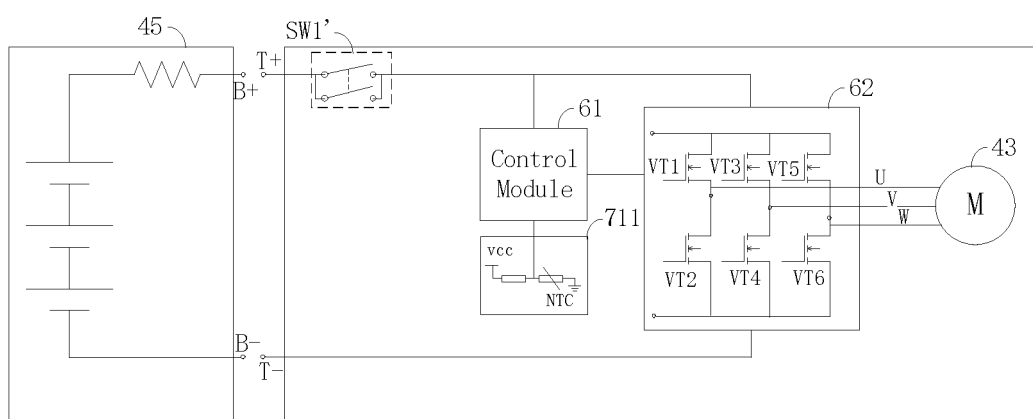 45
SW1'
T+
B+
61
62
43
Control
Module
VT1
VT3
VT5
U
V
W
M
711
vcc
NTC
VT2
VT4
VT6
B-
T-